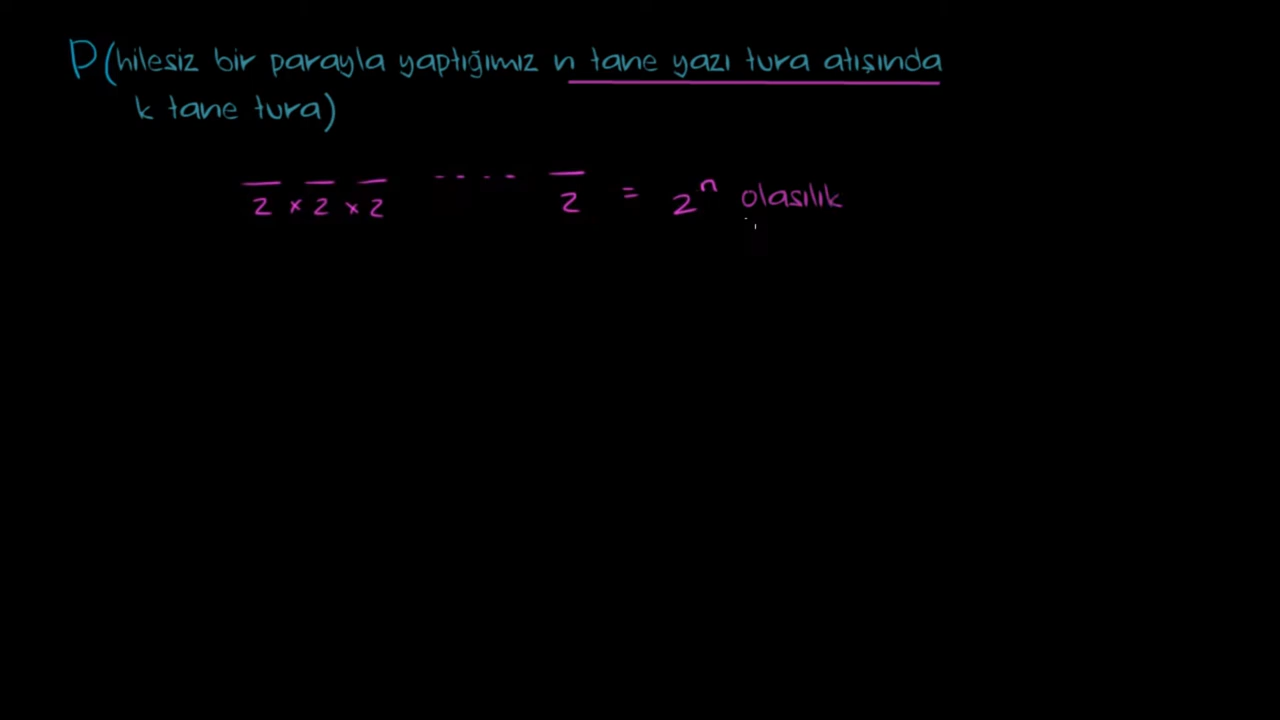 P(hilesiz bir parayla yaptığımız n tane yazı tura atışında
k tane tura)
2 × 2 × 2 .... 2 = 2ⁿ olasılık